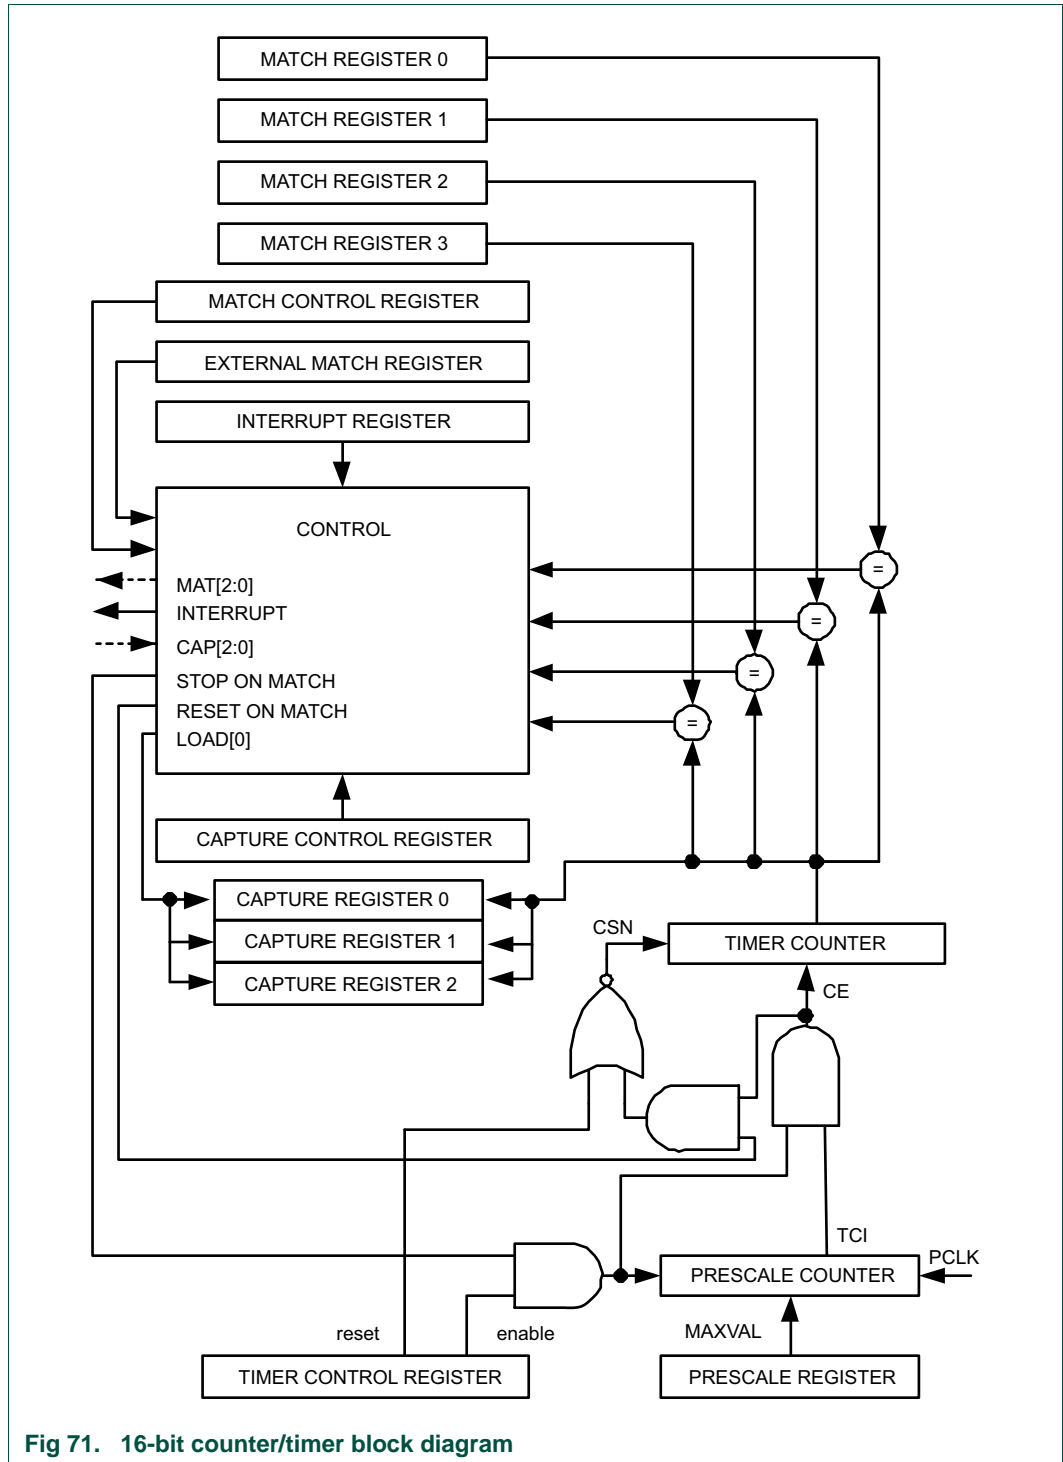 MATCH REGISTER 0
MATCH REGISTER 1
MATCH REGISTER 2
MATCH REGISTER 3
MATCH CONTROL REGISTER
EXTERNAL MATCH REGISTER
INTERRUPT REGISTER
CONTROL
=
MAT[2:0]
INTERRUPT
=
CAP[2:0]
=
STOP ON MATCH
RESET ON MATCH
=
LOAD[0]
CAPTURE CONTROL REGISTER
CAPTURE REGISTER 0
CAPTURE REGISTER 1
CAPTURE REGISTER 2
CSN
TIMER COUNTER
CE
TCI
PCLK
PRESCALE COUNTER
reset
enable
MAXVAL
TIMER CONTROL REGISTER
PRESCALE REGISTER
Fig 71. 16-bit counter/timer block diagram